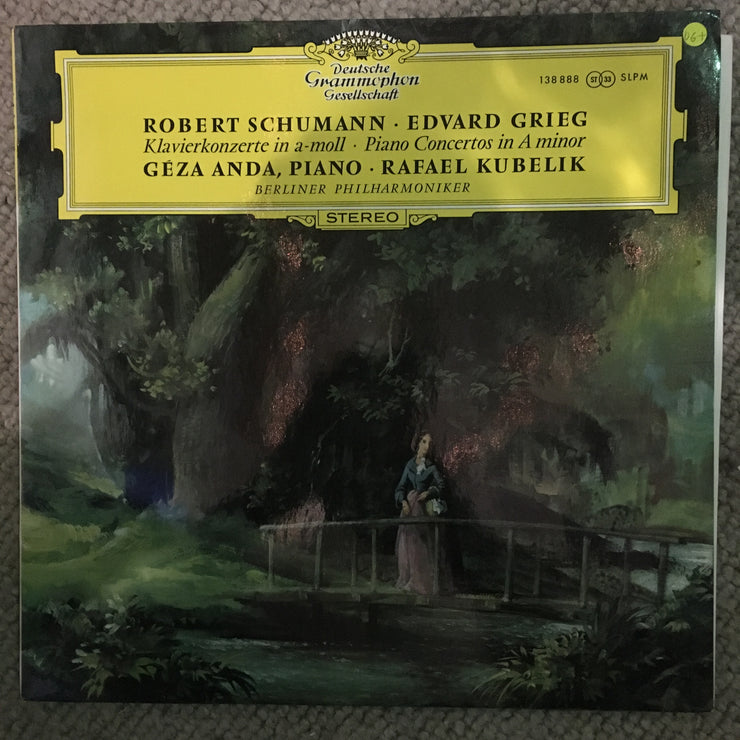 Deutsche
Grammophon
Gesellschaft
138 888 ST 33 SLPM
ROBERT SCHUMANN · EDVARD GRIEG
Klavierkonzerte in a-moll · Piano Concertos in A minor
GÉZA ANDA, PIANO · RAFAEL KUBELIK
BERLINER PHILHARMONIKER
STEREO